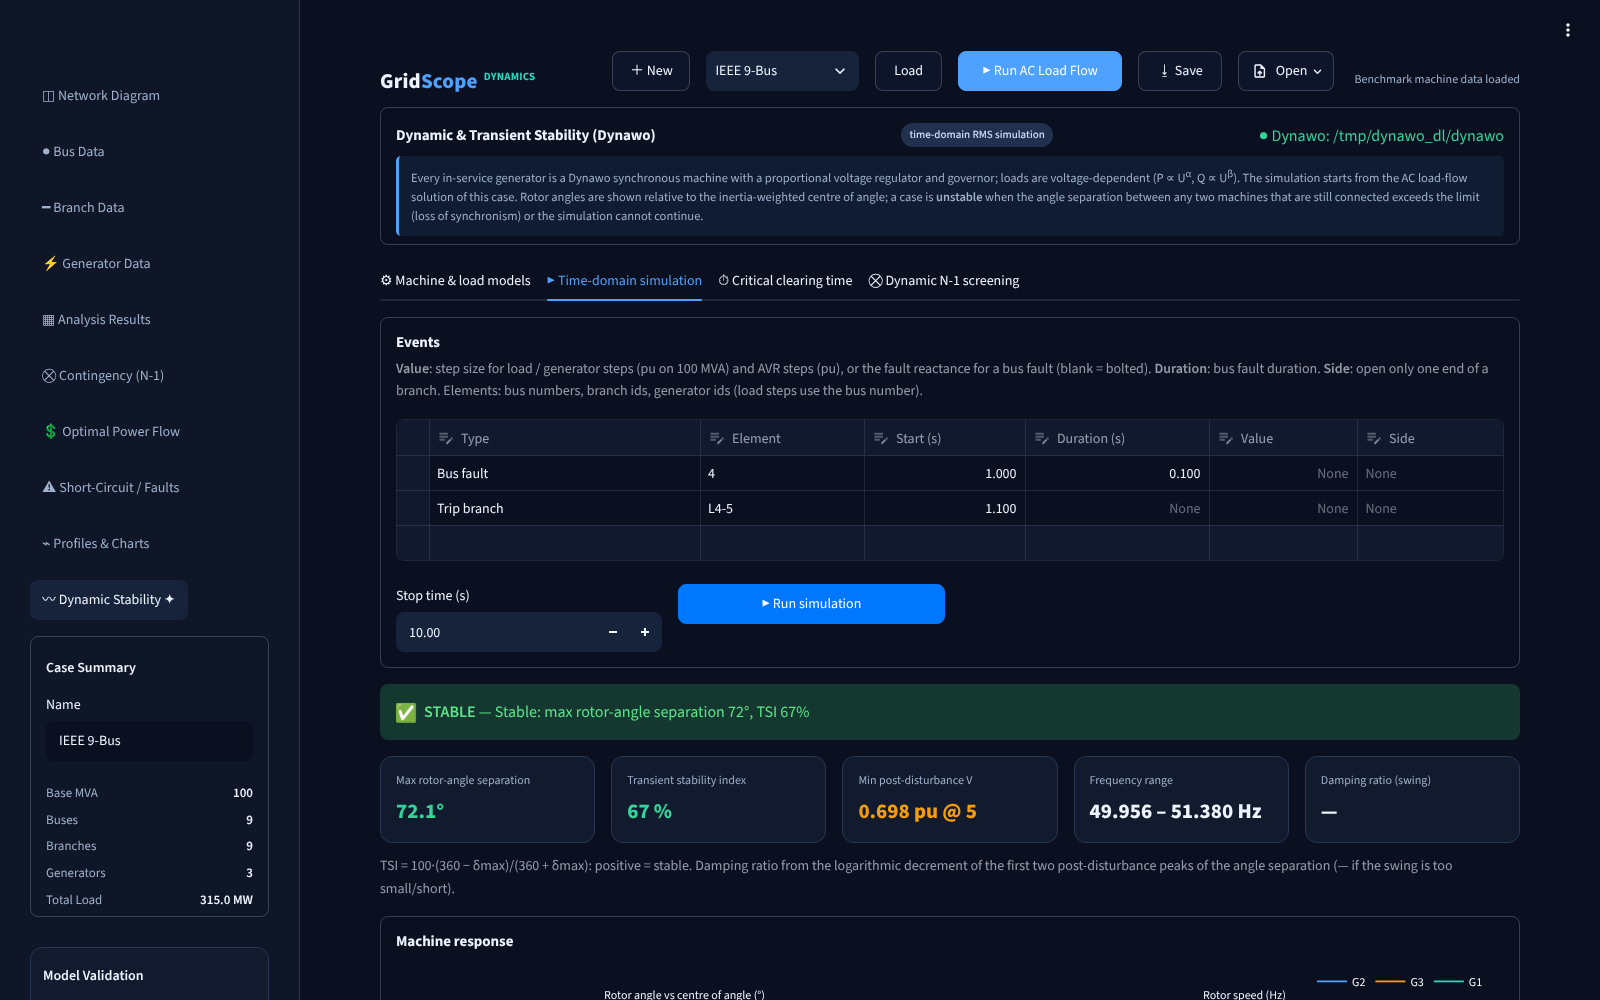 Network Diagram
Bus Data
Branch Data
Generator Data
Analysis Results
Contingency (N-1)
Optimal Power Flow
Short-Circuit / Faults
Profiles & Charts
Dynamic Stability
Case Summary
Name
IEEE 9-Bus
Base MVA 100
Buses 9
Branches 9
Generators 3
Total Load 315.0 MW
Model Validation
GridScope DYNAMICS
+ New
IEEE 9-Bus
Load
Run AC Load Flow
Save
Open
Benchmark machine data loaded
Dynamic & Transient Stability (Dynawo)
time-domain RMS simulation
Dynawo: /tmp/dynawo_dl/dynawo
Every in-service generator is a Dynawo synchronous machine with a proportional voltage regulator and governor; loads are voltage-dependent (P ∝ U^α, Q ∝ U^β). The simulation starts from the AC load-flow
solution of this case. Rotor angles are shown relative to the inertia-weighted centre of angle; a case is unstable when the angle separation between any two machines that are still connected exceeds the limit
(loss of synchronism) or the simulation cannot continue.
Machine & load models
Time-domain simulation
Critical clearing time
Dynamic N-1 screening
Events
Value: step size for load / generator steps (pu on 100 MVA) and AVR steps (pu), or the fault reactance for a bus fault (blank = bolted). Duration: bus fault duration. Side: open only one end of a
branch. Elements: bus numbers, branch ids, generator ids (load steps use the bus number).
Type Element Start (s) Duration (s) Value Side
Bus fault 4 1.000 0.100 None None
Trip branch L4-5 1.100 None None None
Stop time (s)
10.00
Run simulation
STABLE — Stable: max rotor-angle separation 72°, TSI 67%
Max rotor-angle separation
72.1°
Transient stability index
67 %
Min post-disturbance V
0.698 pu @ 5
Frequency range
49.956 – 51.380 Hz
Damping ratio (swing)
—
TSI = 100·(360 − δmax)/(360 + δmax): positive = stable. Damping ratio from the logarithmic decrement of the first two post-disturbance peaks of the angle separation (— if the swing is too
small/short).
Machine response
G2 G3 G1
Rotor angle vs centre of angle (°)
Rotor speed (Hz)